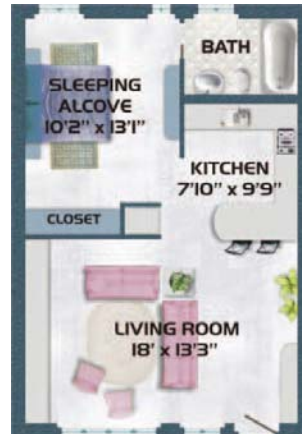 BATH
SLEEPING
ALCOVE
10'2" x 13'1"
KITCHEN
7'10" x 9'9"
CLOSET
LIVING ROOM
18' x 13'3"